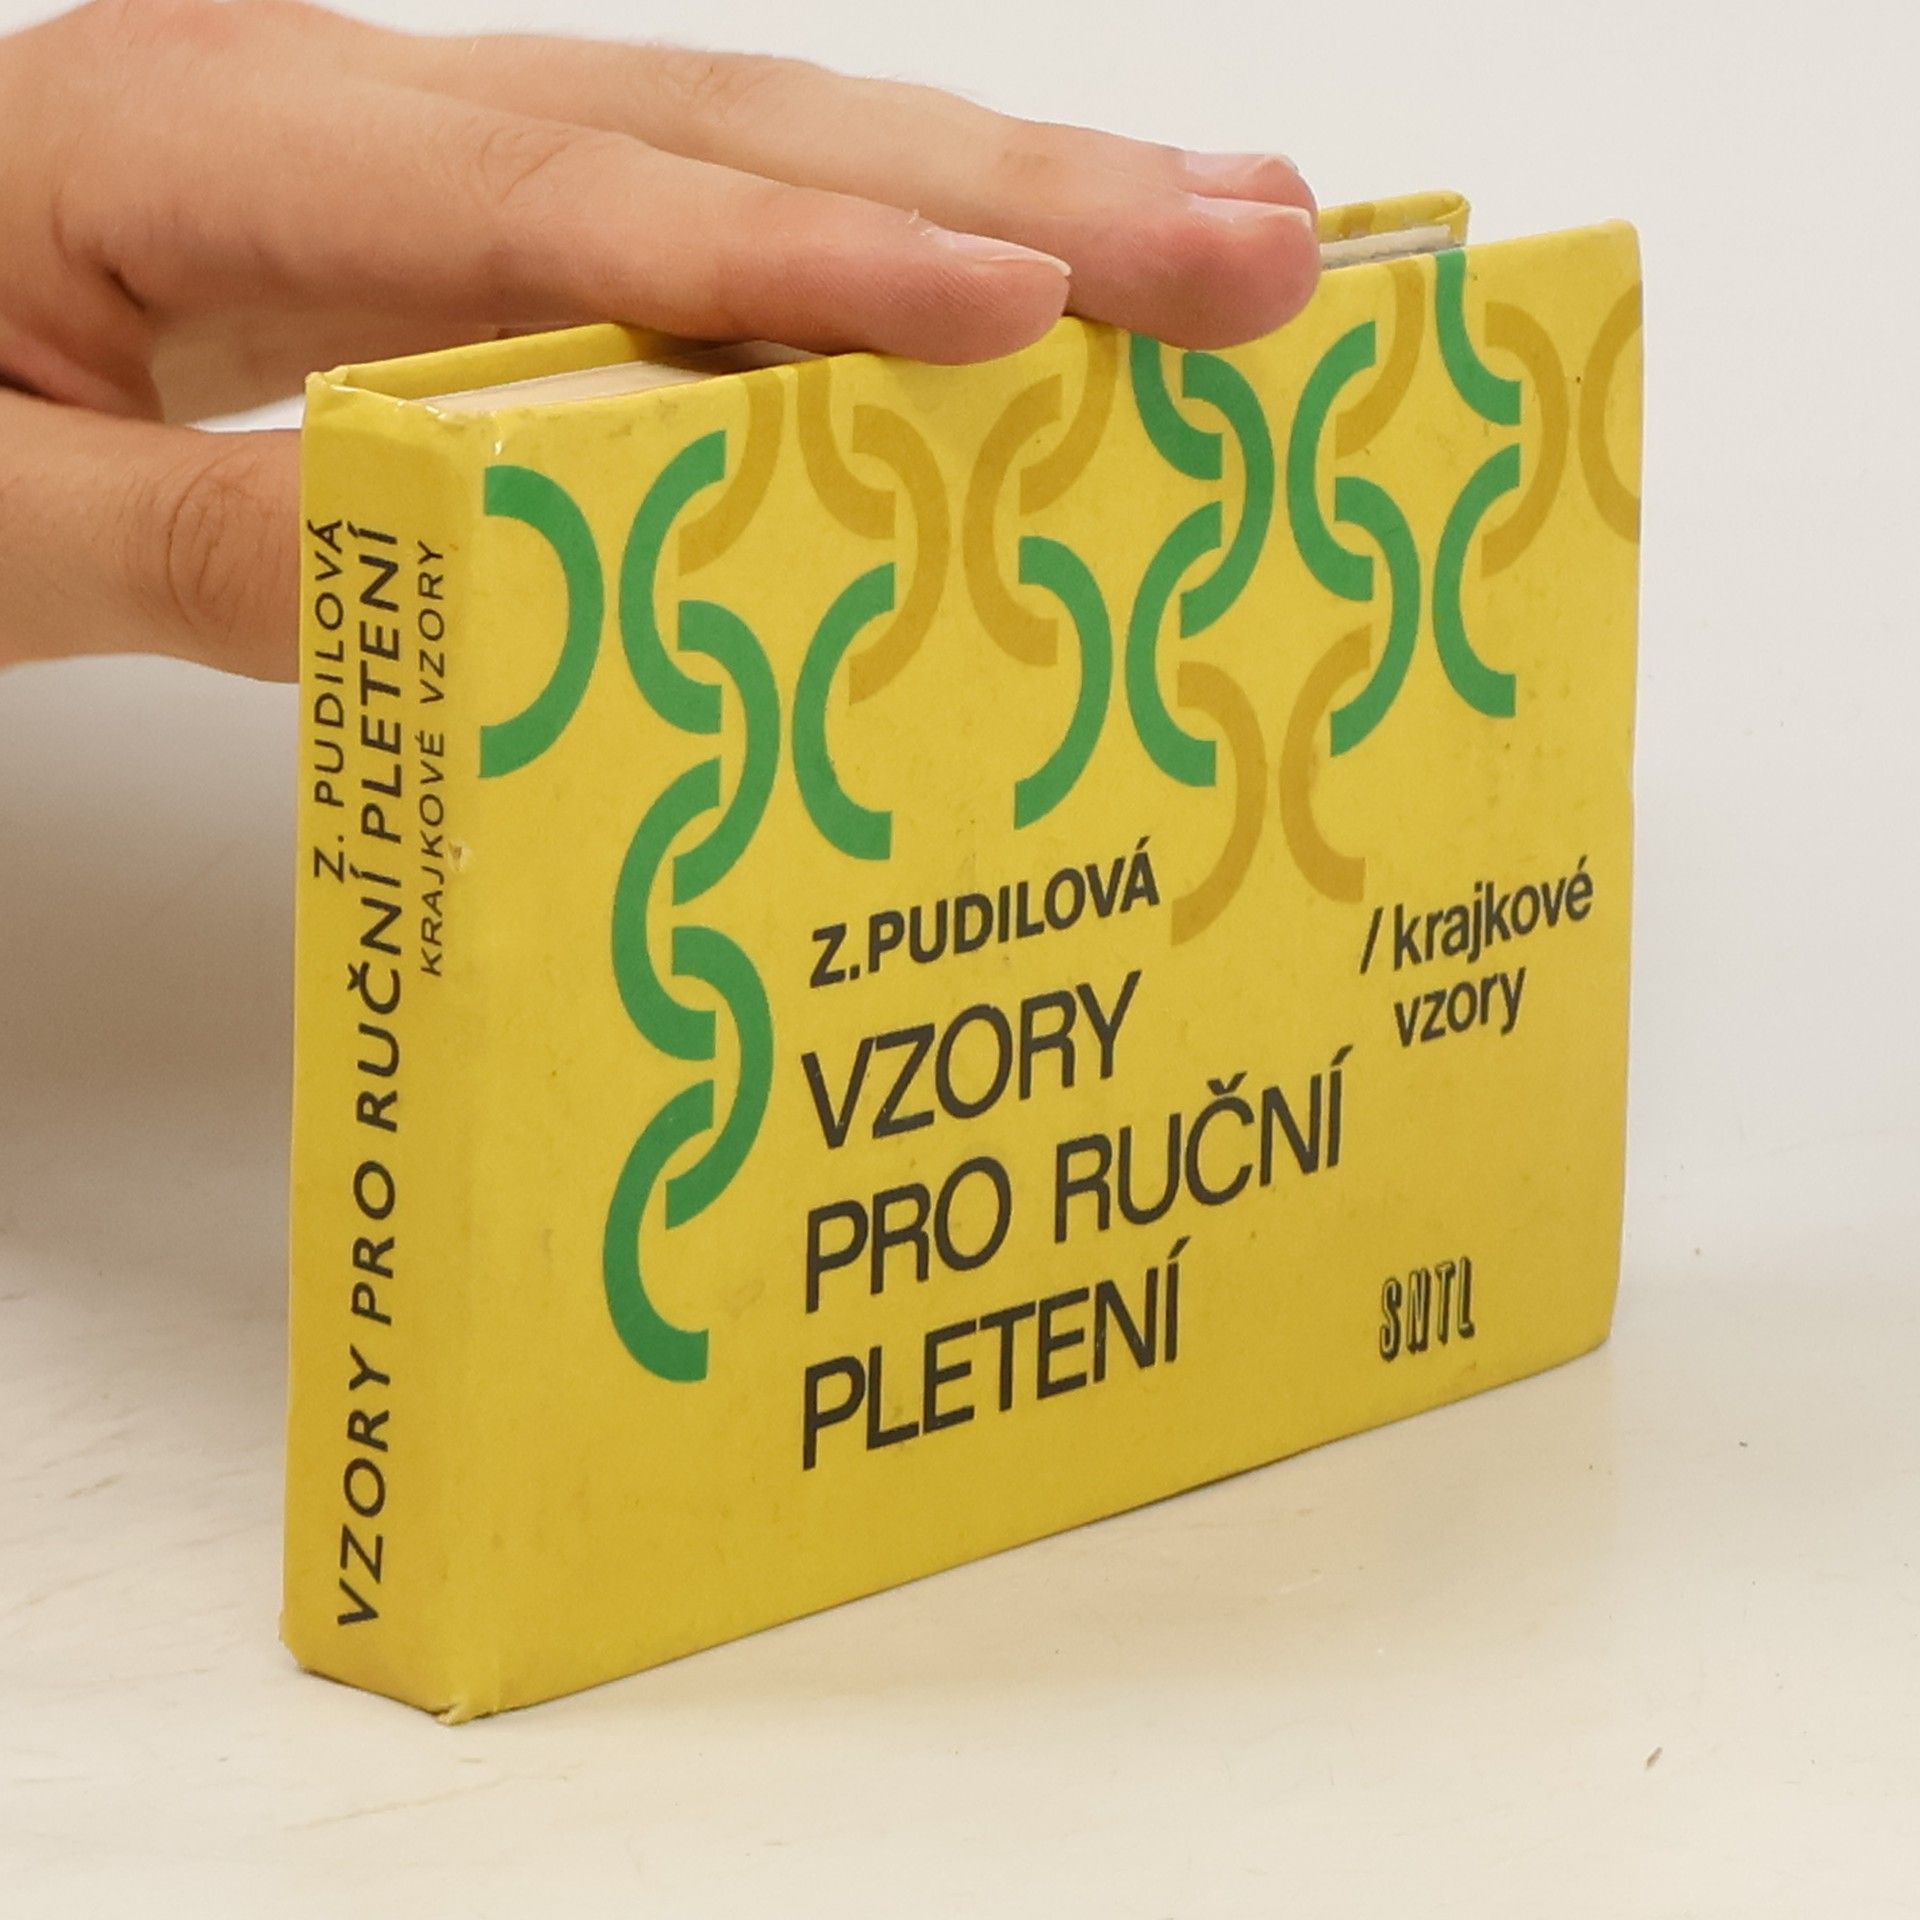 Z. PUDILOVÁ
VZORY PRO RUČNÍ PLETENÍ
KRAJKOVÉ VZORY
Z.PUDILOVÁ
VZORY
PRO RUČNÍ
PLETENÍ
/krajkové
vzory
SNTL